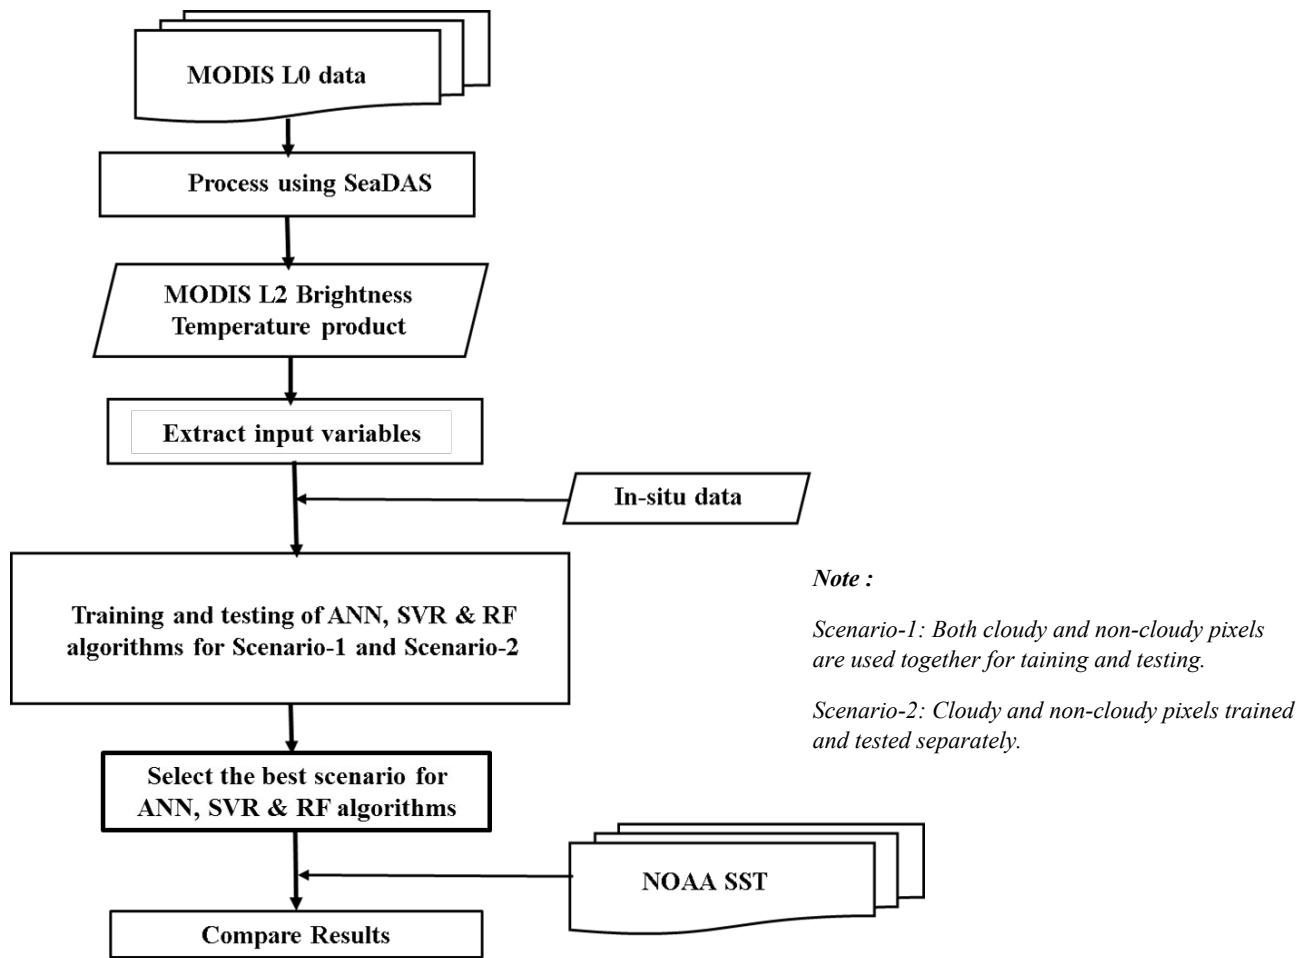 MODIS L0 data
Process using SeaDAS
MODIS L2 Brightness
Temperature product
Extract input variables
In-situ data
Training and testing of ANN, SVR & RF
algorithms for Scenario-1 and Scenario-2
Note :
Scenario-1: Both cloudy and non-cloudy pixels
are used together for taining and testing.
Scenario-2: Cloudy and non-cloudy pixels trained
and tested separately.
Select the best scenario for
ANN, SVR & RF algorithms
NOAA SST
Compare Results